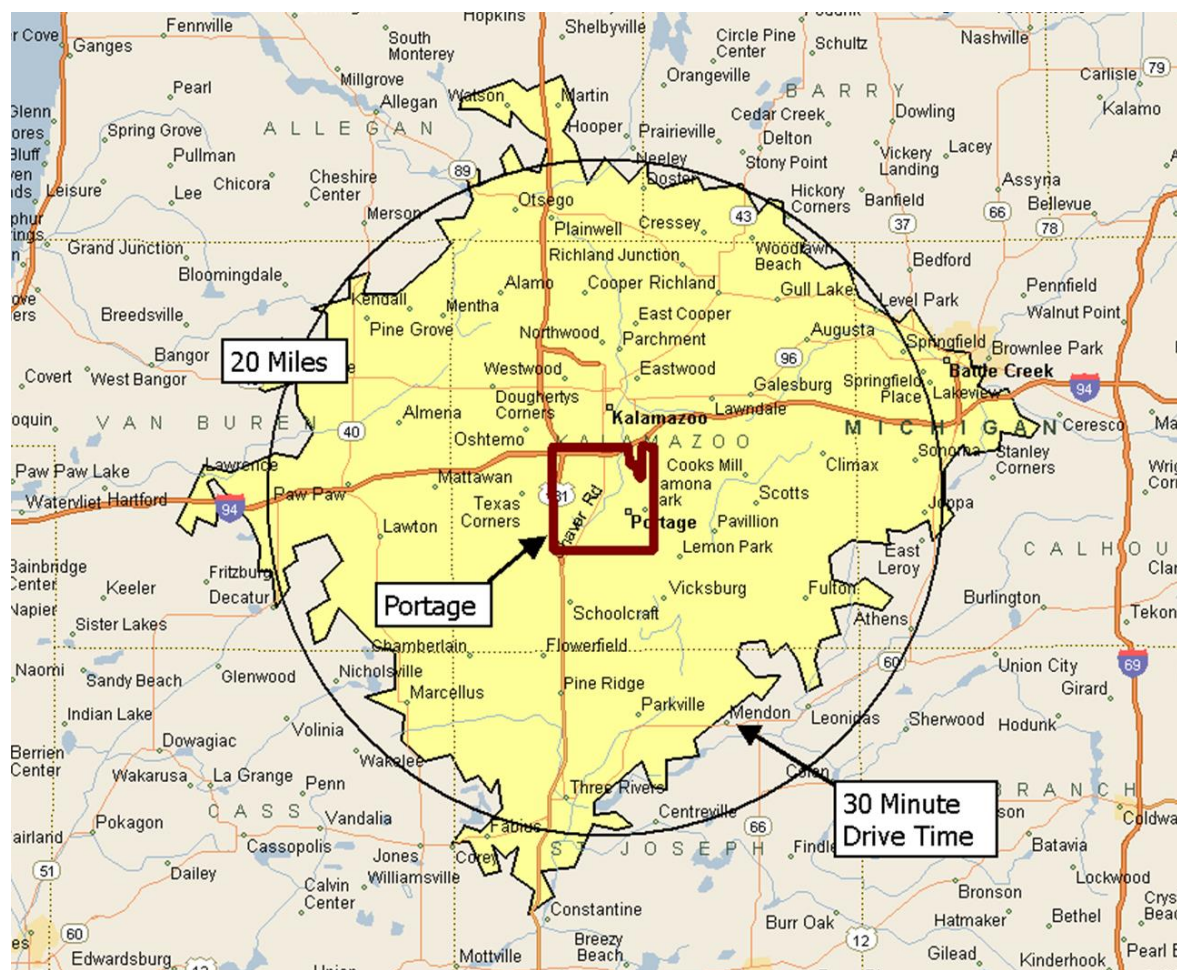 Hopkins
Shelbyville
Fennville
Ganges
South
Monterey
Circle Pine
Center
Schultz
Nashville
Millgrove
Orangeville
Carlisle
79
43
Pearl
Allegan
Watson
Martin
BARRY
Kalamo
Glenn
Cedar Creek
Dowling
Spring Grove
ALLEGAN
Hooper
Prairieville
Delton
Bluff
Pullman
Neeley
Stony Point
Vickery
Landing
Lacey
Leisure
Lee
Chicora
Cheshire
Center
89
Doster
Hickory
Corners
Assyria
Merson
Otsego
Cressey
43
Banfield
37
66
Bellevue
78
Grand Junction
Plainwell
Woodlawn
Beach
Richland Junction
Bedford
Bloomingdale
Alamo
Cooper
Richland
Gull Lake
Pennfield
Kendall
Mentha
Level Park
Breedsville
Pine Grove
East Cooper
Walnut Point
Northwood
Parchment
Augusta
Springfield
Bangor
20 Miles
96
Brownlee Park
Covert
West Bangor
Westwood
Eastwood
Battle Creek
Galesburg
Springfield
Place
Lakeview
94
Doughertys
Corners
Kalamazoo
Lawndale
VAN BUREN
Almena
MICHIGAN
Ceresco
40
Oshtemo
KALAMAZOO
Sonoma
Stanley
Corners
Paw Paw Lake
Lawrence
Cooks Mill
Climax
Mattawan
Watervliet
Hartford
94
Paw Paw
Texas
Corners
131
Shaver Rd
Scotts
Joppa
Portage
Pavillion
Lawton
Lemon Park
East
Leroy
CALHOU
Bainbridge
Center
Fritzburg
Keeler
Portage
Vicksburg
Fulton
Decatur
Schoolcraft
Burlington
Napier
Sister Lakes
Athens
Tekon
Chamberlain
Flowerfield
60
Union City
69
Naomi
Sandy Beach
Glenwood
Nicholsville
Girard
Marcellus
Pine Ridge
Indian Lake
Parkville
Mendon
Leonidas
Sherwood
Hodunk
Volinia
Berrien
Center
Dowagiac
Wakelee
Wakarusa
La Grange
Penn
Three Rivers
Colon
30 Minute
Drive Time
BRANCH
CASS
Centreville
Pokagon
Vandalia
Fabius
66
Coldwa
Cassopolis
Jones
Corey
ST JOSEPH
Findle
Batavia
51
Dailey
Williamsville
Lockwood
Calvin
Center
Bronson
Constantine
Burr Oak
Hatmaker
Bethel
60
Breezy
Beach
12
Edwardsburg
Mottville
Gilead
Kinderhook